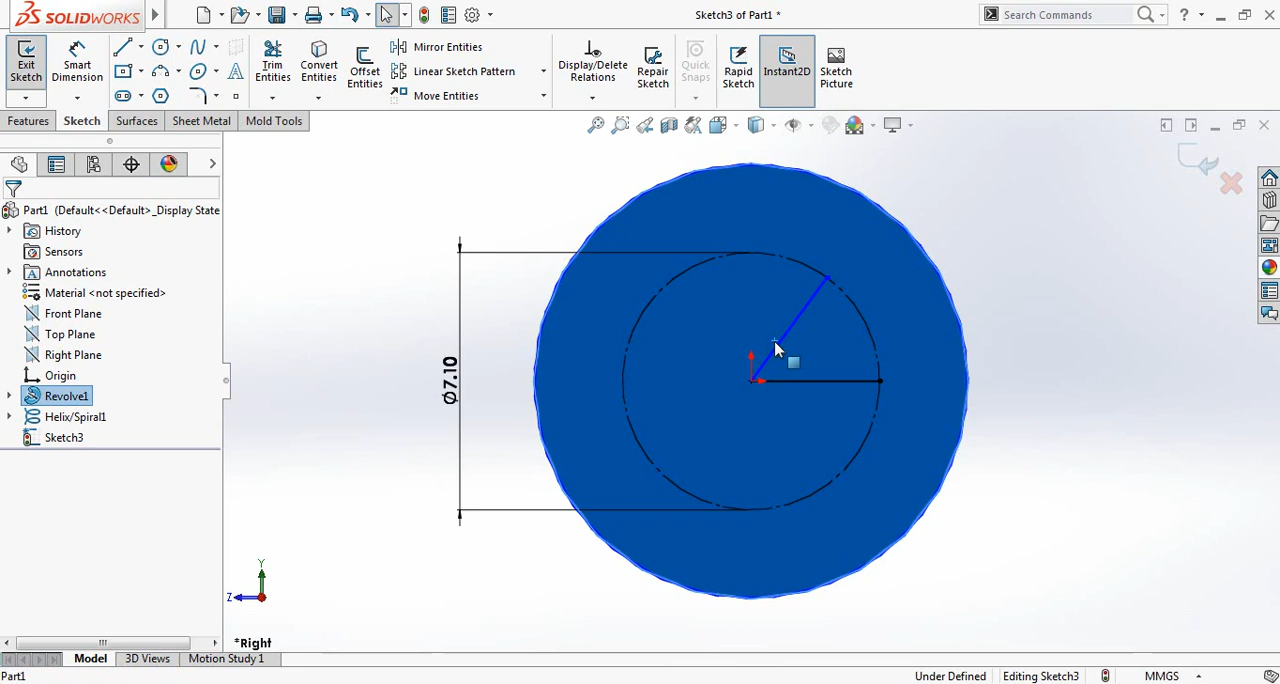 SOLIDWORKS
Sketch3 of Part1 *
Search Commands
?
Exit Sketch
Smart Dimension
Trim Entities
Convert Entities
Offset Entities
Mirror Entities
Linear Sketch Pattern
Move Entities
Display/Delete Relations
Repair Sketch
Quick Snaps
Rapid Sketch
Instant2D
Sketch Picture
Features
Sketch
Surfaces
Sheet Metal
Mold Tools
Part1 (Default<<Default>_Display State
History
Sensors
Annotations
Material <not specified>
Front Plane
Top Plane
Right Plane
Origin
Revolve1
Helix/Spiral1
Sketch3
Ø7.10
Y
Z
*Right
Model
3D Views
Motion Study 1
Part1
Under Defined
Editing Sketch3
MMGS